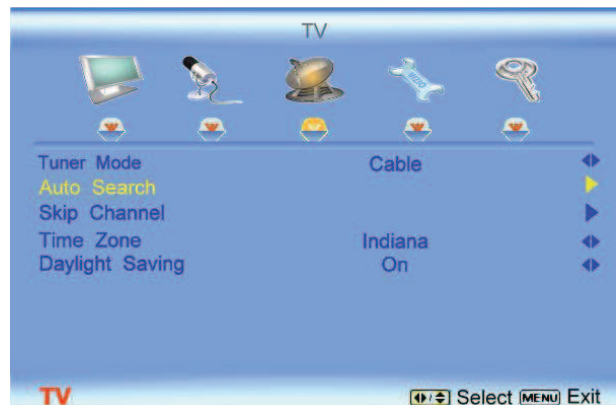 TV
Tuner Mode Cable
Auto Search
Skip Channel
Time Zone Indiana
Daylight Saving On
TV Select MENU Exit